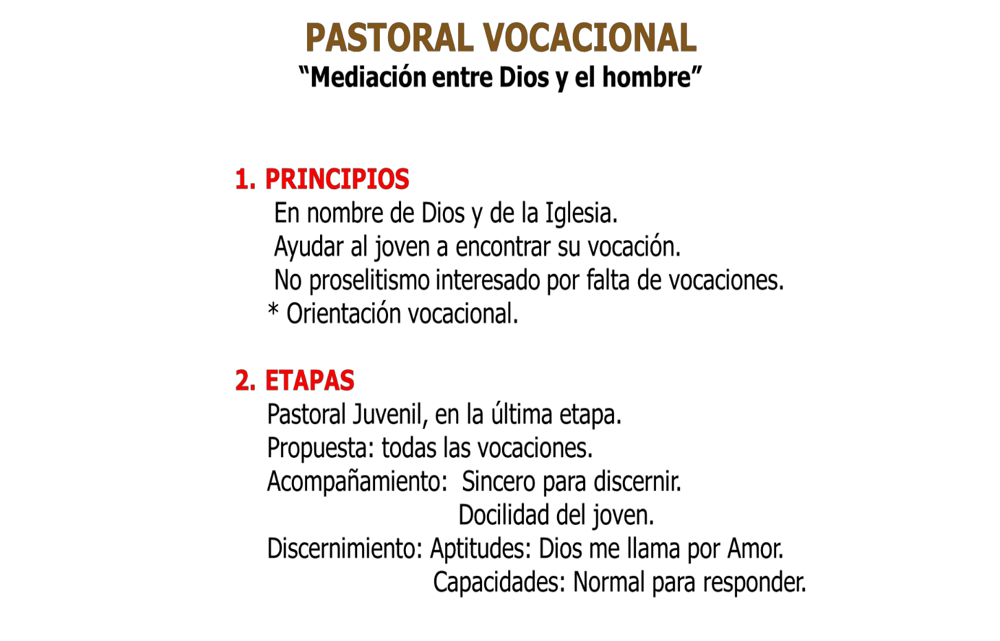 PASTORAL VOCACIONAL
“Mediación entre Dios y el hombre”
1. PRINCIPIOS
En nombre de Dios y de la Iglesia.
Ayudar al joven a encontrar su vocación.
No proselitismo interesado por falta de vocaciones.
* Orientación vocacional.
2. ETAPAS
Pastoral Juvenil, en la última etapa.
Propuesta: todas las vocaciones.
Acompañamiento: Sincero para discernir.
Docilidad del joven.
Discernimiento: Aptitudes: Dios me llama por Amor.
Capacidades: Normal para responder.